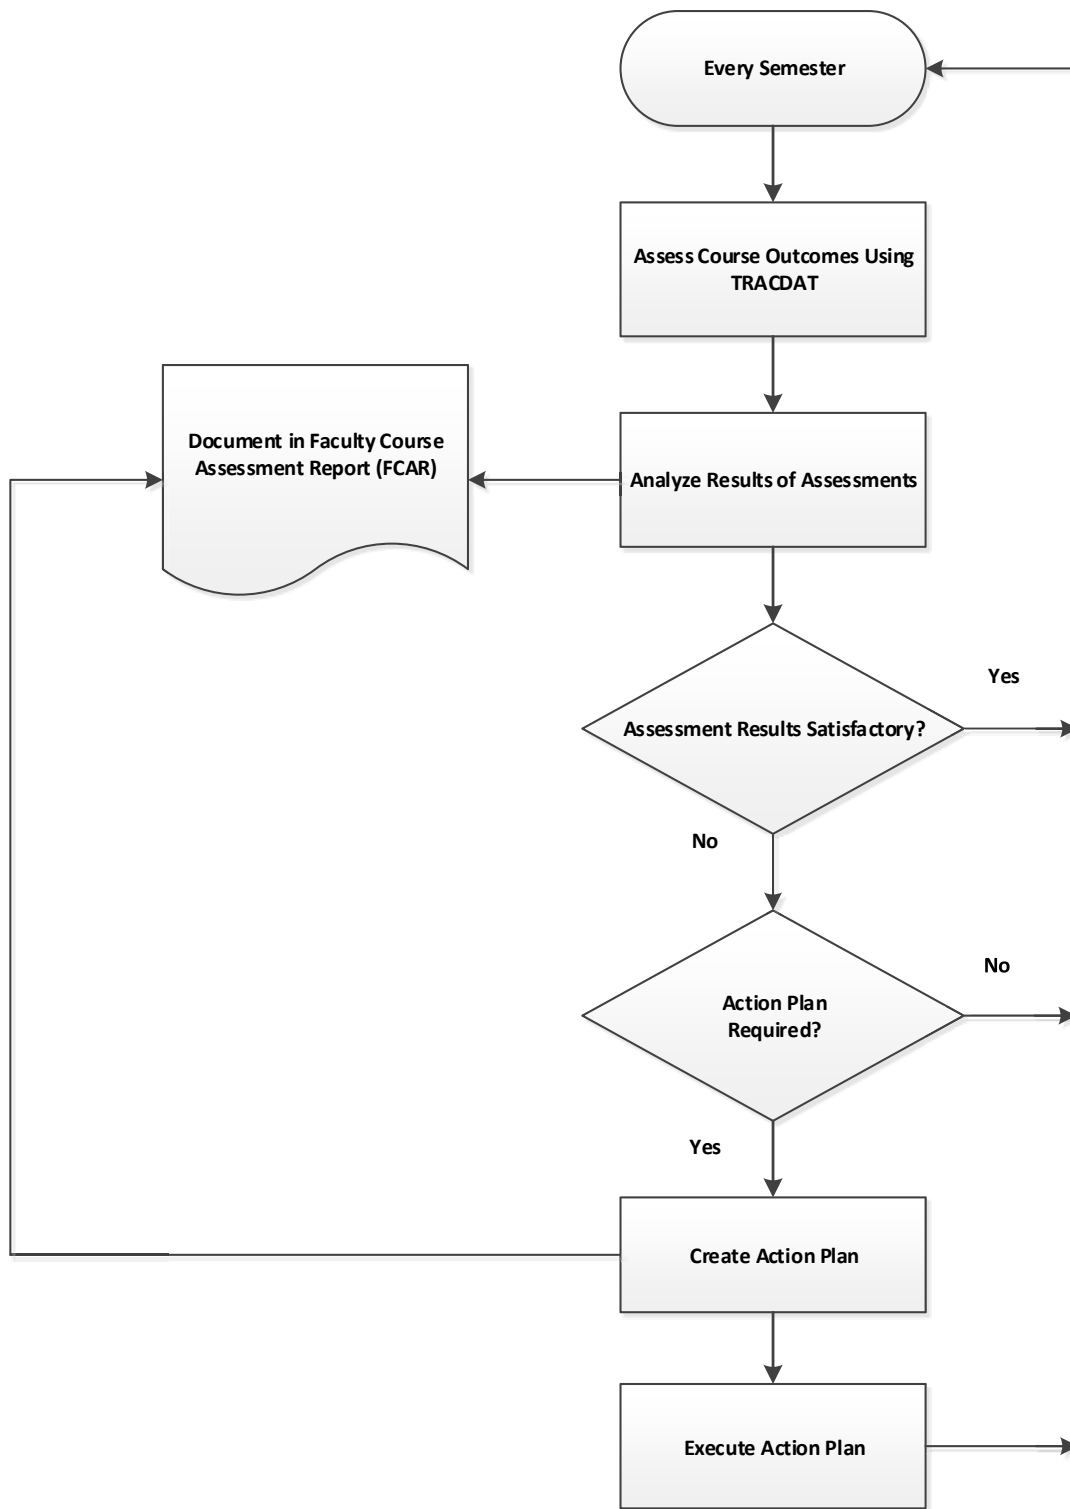 Every Semester
Assess Course Outcomes Using
TRACDAT
Document in Faculty Course
Assessment Report (FCAR)
Analyze Results of Assessments
Yes
Assessment Results Satisfactory?
No
No
Action Plan
Required?
Yes
Create Action Plan
Execute Action Plan